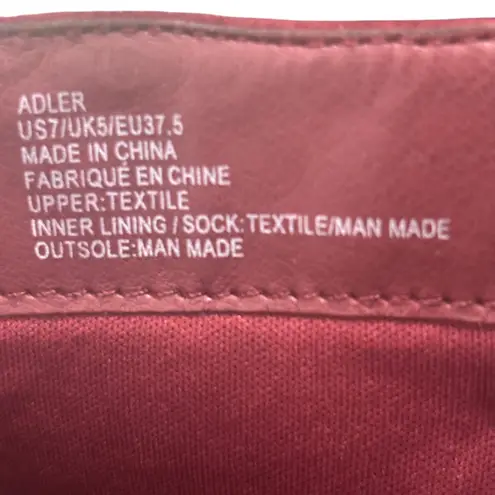 ADLER
US7/UK5/EU37.5
MADE IN CHINA
FABRIQUÉ EN CHINE
UPPER:TEXTILE
INNER LINING / SOCK:TEXTILE/MAN MADE
OUTSOLE:MAN MADE